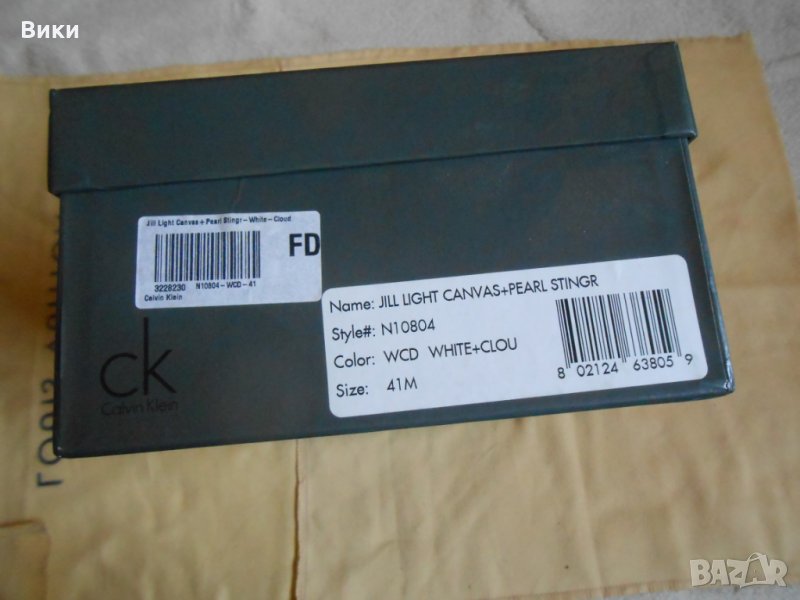 Вики
Jill Light Canvas+Pearl Stingr-White-Cloud
FD
3228230 N10804-WCD-41
Calvin Klein
Name: JILL LIGHT CANVAS+PEARL STINGR
Style#: N10804
Color: WCD WHITE+CLOU
Size: 41M
8 02124 63805 9
ck
Calvin Klein
BAZAR